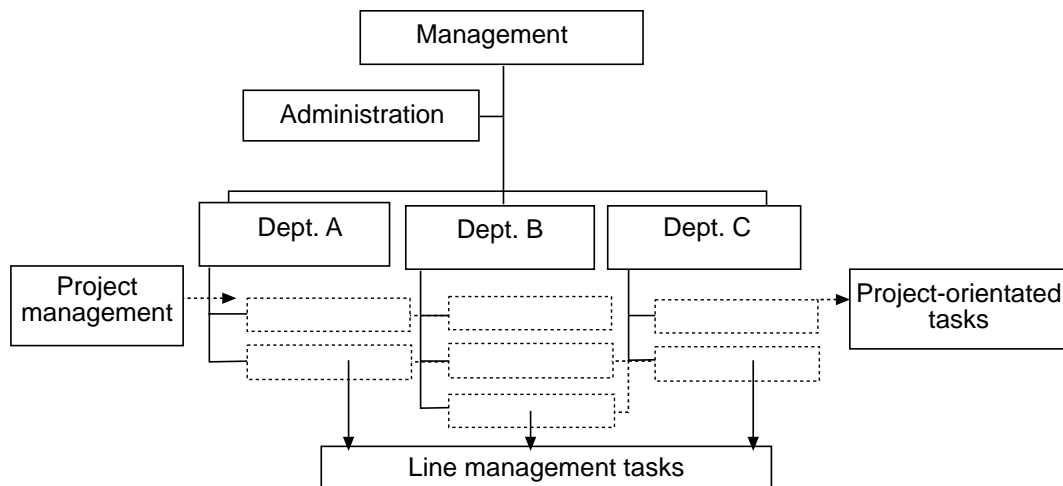 Management
Administration
Dept. A
Dept. B
Dept. C
Project
management
Project-orientated
tasks
Line management tasks